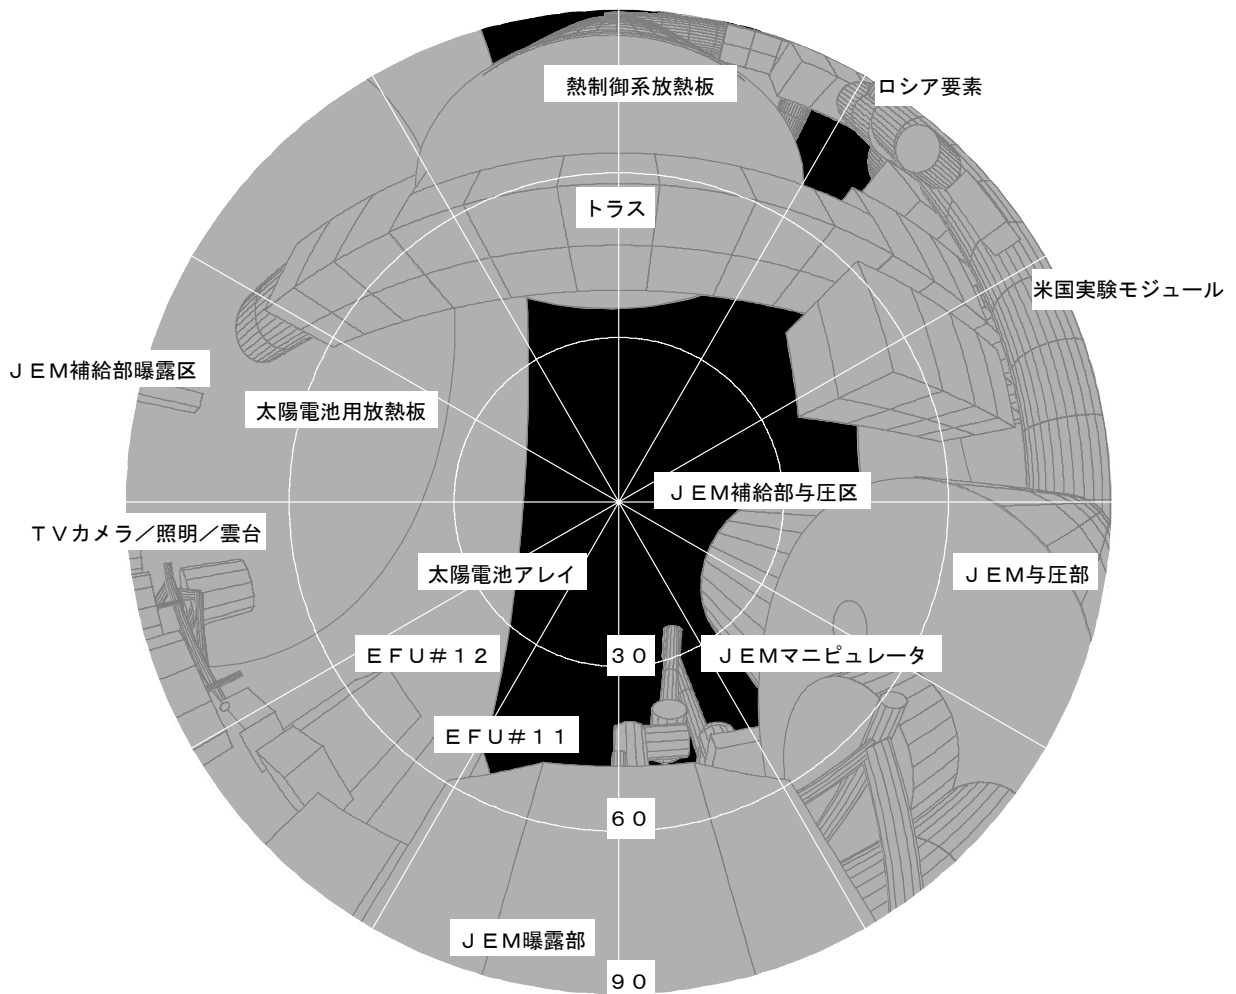 熱制御系放熱板
ロシア要素
トラス
米国実験モジュール
ＪＥＭ補給部曝露区
太陽電池用放熱板
ＪＥＭ補給部与圧区
ＴＶカメラ／照明／雲台
太陽電池アレイ
ＪＥＭ与圧部
ＥＦＵ＃１２
３０
ＪＥＭマニピュレータ
ＥＦＵ＃１１
６０
ＪＥＭ曝露部
９０